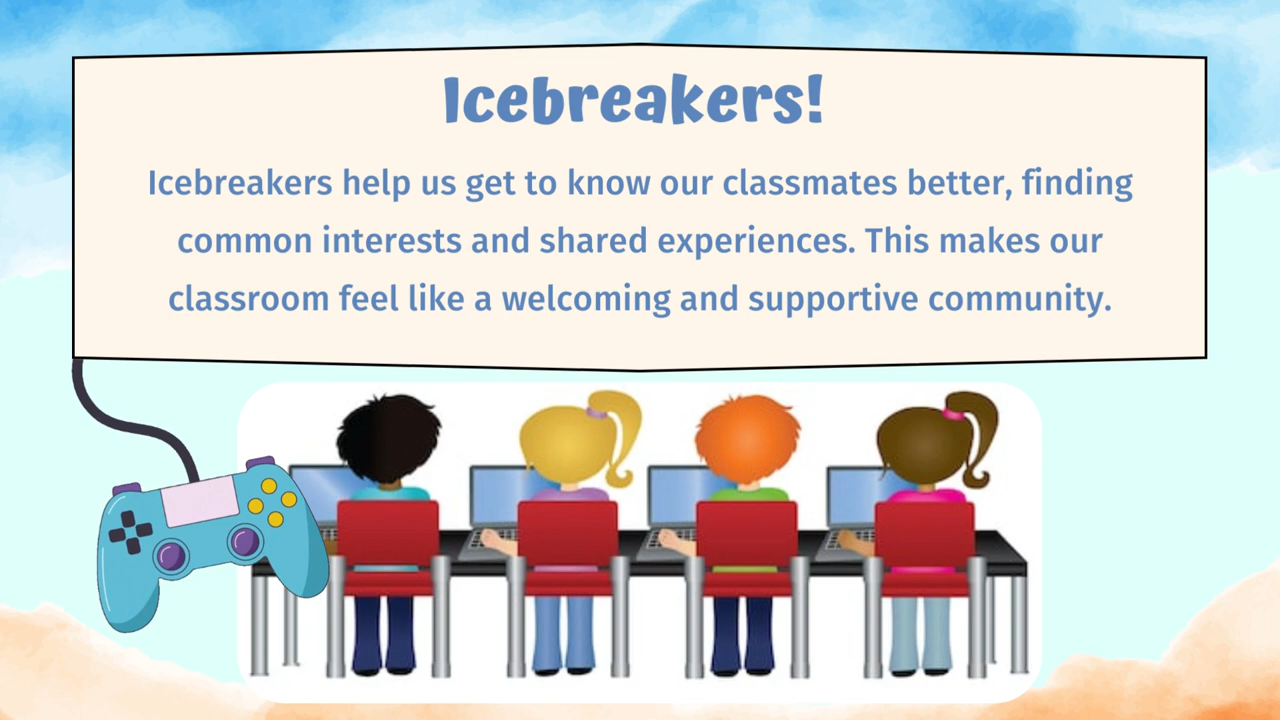 Icebreakers!
Icebreakers help us get to know our classmates better, finding
common interests and shared experiences. This makes our
classroom feel like a welcoming and supportive community.